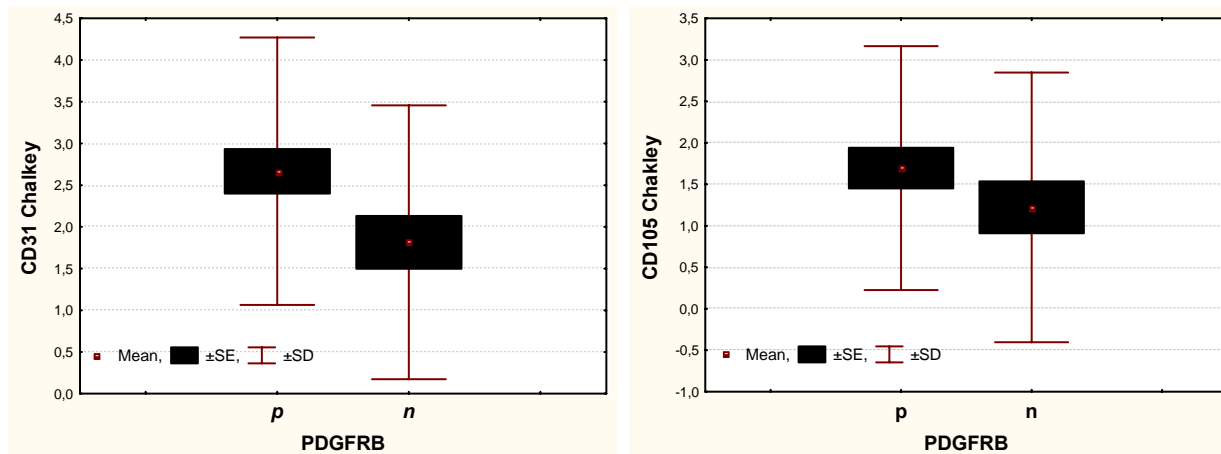 CD31 Chalkey
4,5
4,0
3,5
3,0
2,5
2,0
1,5
1,0
0,5
0,0
Mean, ±SE, ±SD
p n
PDGFRB
CD105 Chakley
3,5
3,0
2,5
2,0
1,5
1,0
0,5
0,0
-0,5
-1,0
Mean, ±SE, ±SD
p n
PDGFRB